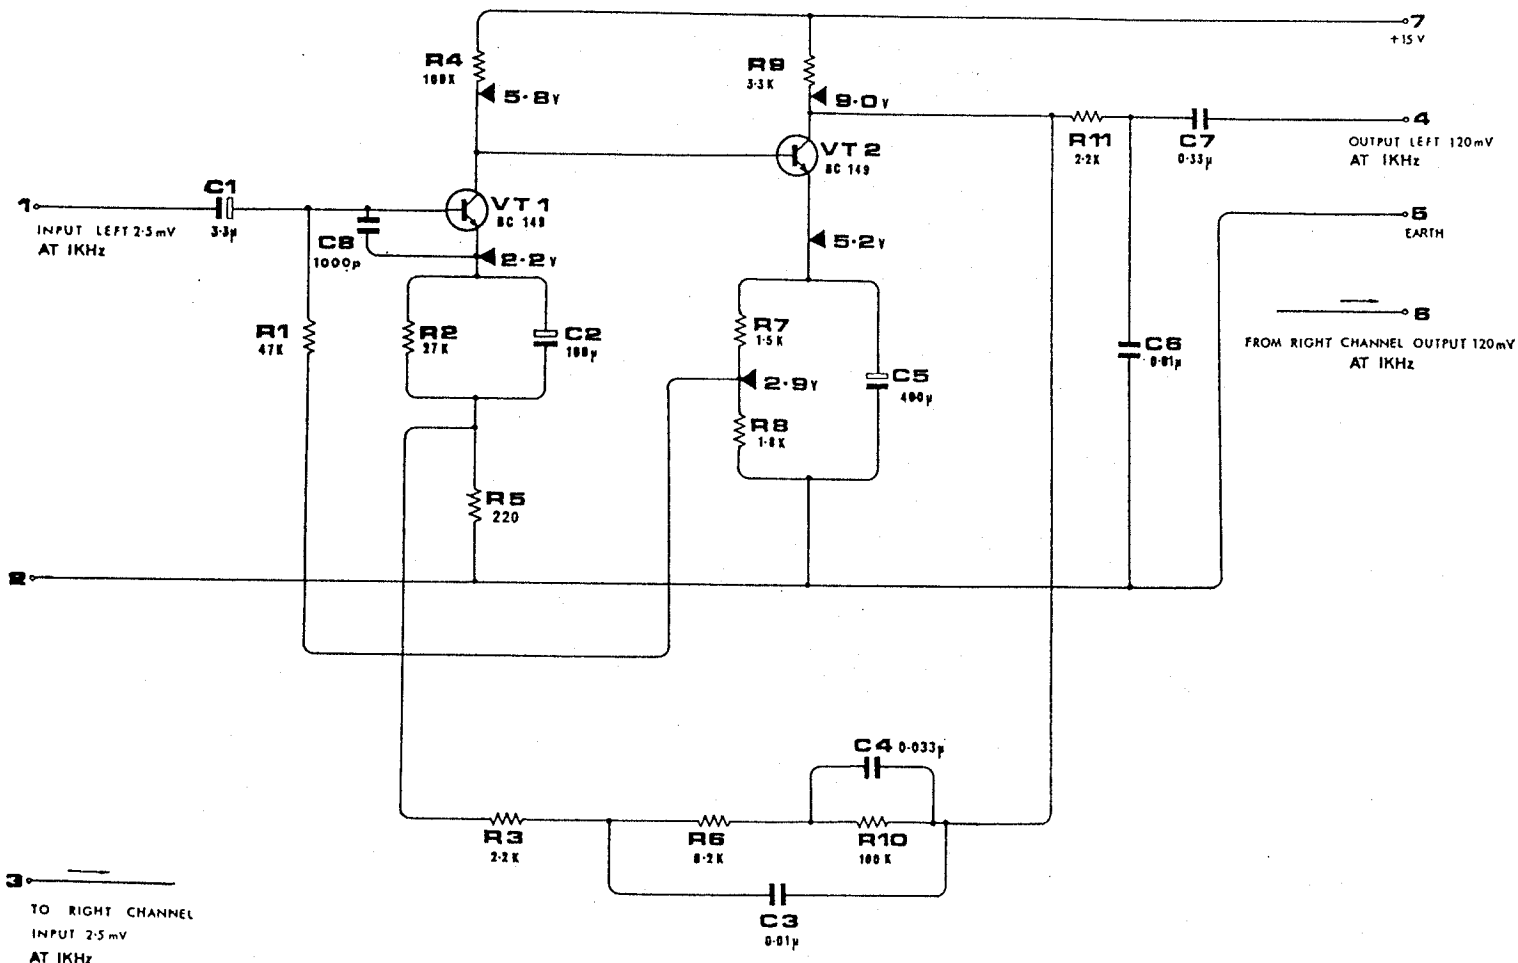 7
+15 V
R4
100K
R9
3·3K
5·8V
9·0V
4
OUTPUT LEFT 120mV
AT 1KHz
R11
2·2K
C7
0·33µ
VT 2
BC 149
C1
3·3µ
VT 1
BC 149
1
INPUT LEFT 2·5mV
AT 1KHz
C8
1000p
2·2V
5·2V
5
EARTH
6
FROM RIGHT CHANNEL OUTPUT 120mV
AT 1KHz
R1
47K
R2
27K
C2
100µ
R7
1·5K
2·9V
C5
400µ
R8
1·8K
C6
0·01µ
R5
220
2
C4 0·033µ
R3
2·2K
R6
8·2K
R10
100K
C3
0·01µ
3
TO RIGHT CHANNEL
INPUT 2·5mV
AT 1KHz